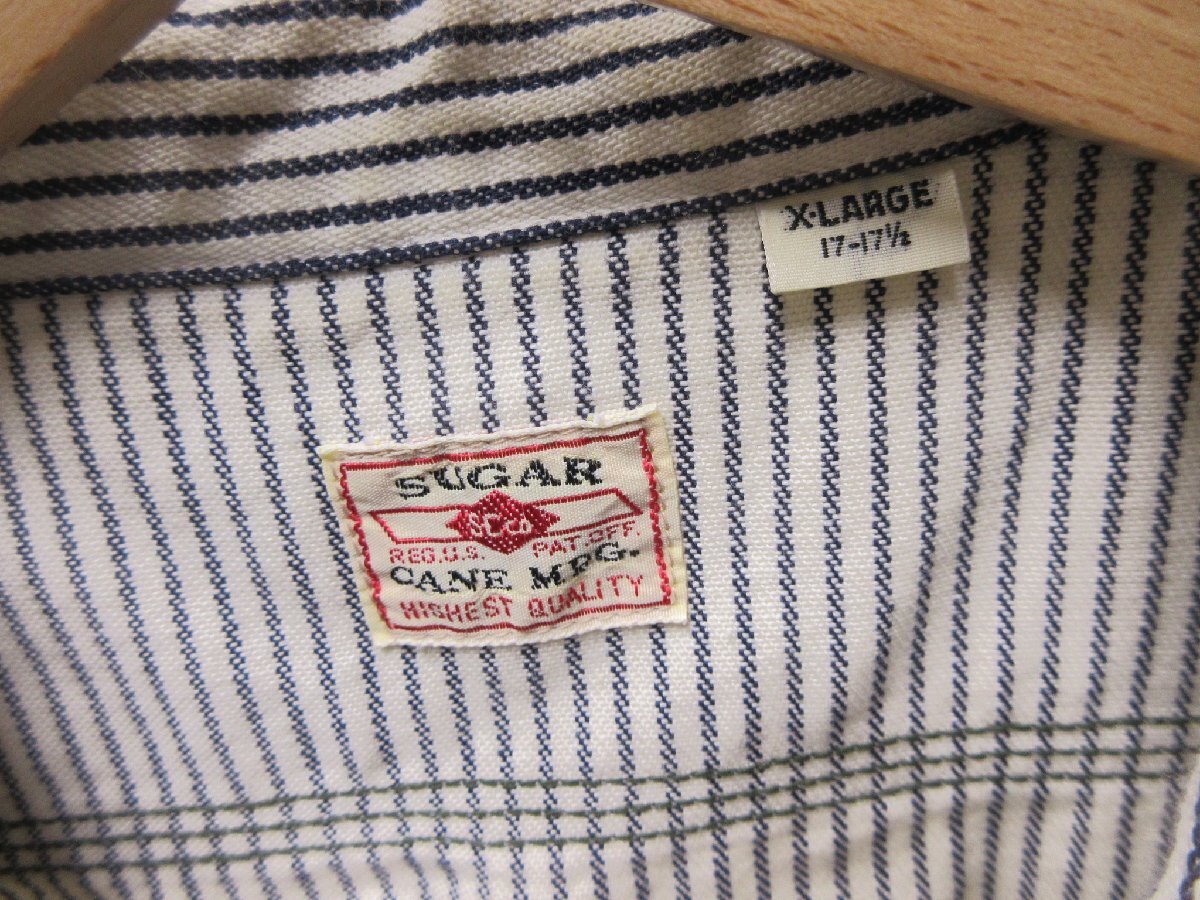 X-LARGE
17-17½
SUGAR
SC.Co.
REG.U.S. PAT.OFF.
CANE MFG.
HIGHEST QUALITY